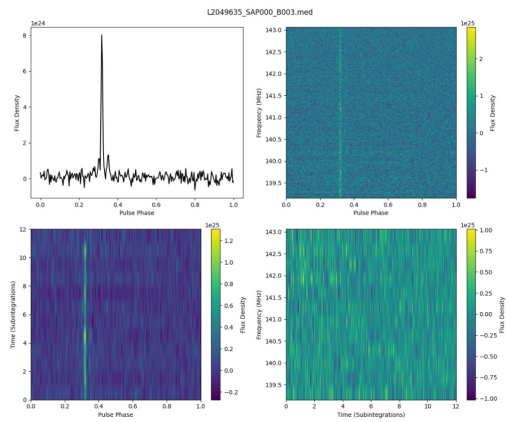 L2049635_SAP000_B003.med
1e24
8
6
4
2
0
Flux Density
0.0 0.2 0.4 0.6 0.8 1.0
Pulse Phase
143.0
142.5
142.0
141.5
141.0
140.5
140.0
139.5
Frequency (MHz)
0.0 0.2 0.4 0.6 0.8 1.0
Pulse Phase
1e25
2
1
0
−1
Flux Density
12
10
8
6
4
2
0
Time (Subintegrations)
0.0 0.2 0.4 0.6 0.8 1.0
Pulse Phase
1e25
1.2
1.0
0.8
0.6
0.4
0.2
0.0
−0.2
Flux Density
143.0
142.5
142.0
141.5
141.0
140.5
140.0
139.5
139.0
Frequency (MHz)
0 2 4 6 8 10 12
Time (Subintegrations)
1e25
1.00
0.75
0.50
0.25
0.00
−0.25
−0.50
−0.75
−1.00
Flux Density